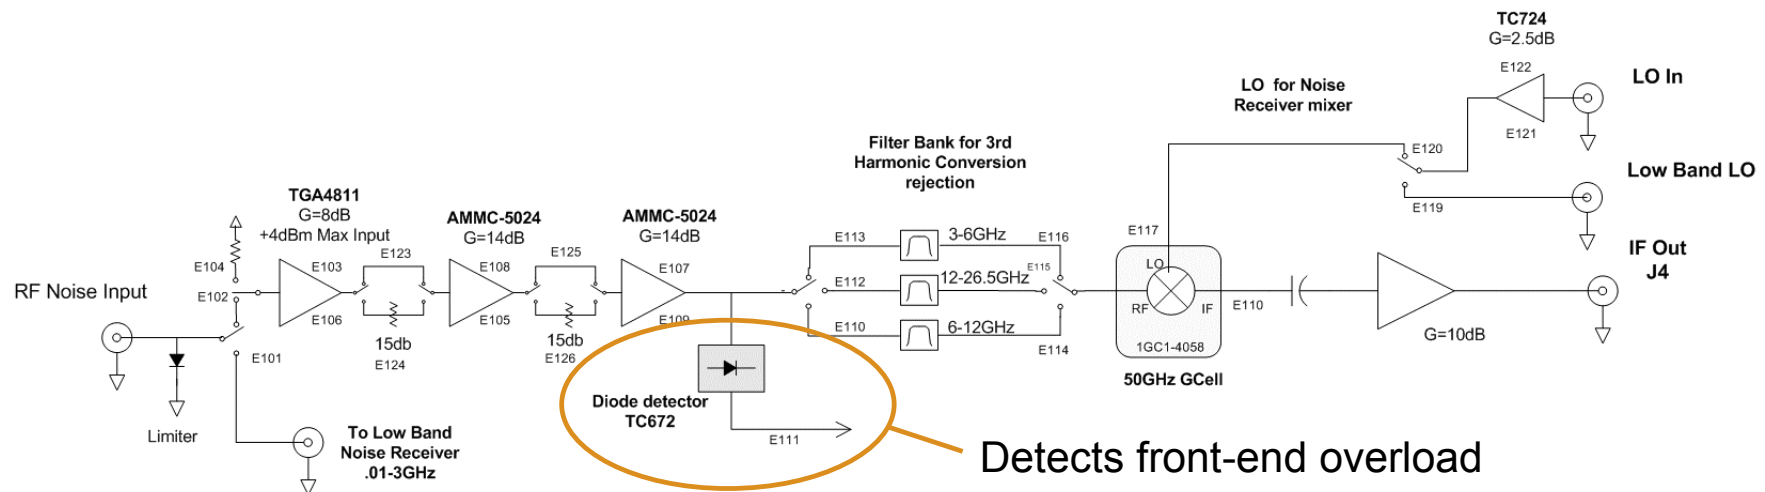 TC724
G=2.5dB
E122
LO In
E121
LO for Noise
Receiver mixer
E120
Low Band LO
E119
Filter Bank for 3rd
Harmonic Conversion
rejection
TGA4811
G=8dB
+4dBm Max Input
AMMC-5024
G=14dB
AMMC-5024
G=14dB
E104
E103
E123
E108
E125
E107
E113
3-6GHz
E116
E117
IF Out
J4
RF Noise Input
E102
E106
E105
E109
E112
12-26.5GHz
E115
LO
RF
IF
E110
15db
E124
15db
E126
E110
6-12GHz
E114
1GC1-4058
G=10dB
E101
50GHz GCell
Limiter
Diode detector
TC672
E111
To Low Band
Noise Receiver
.01-3GHz
Detects front-end overload